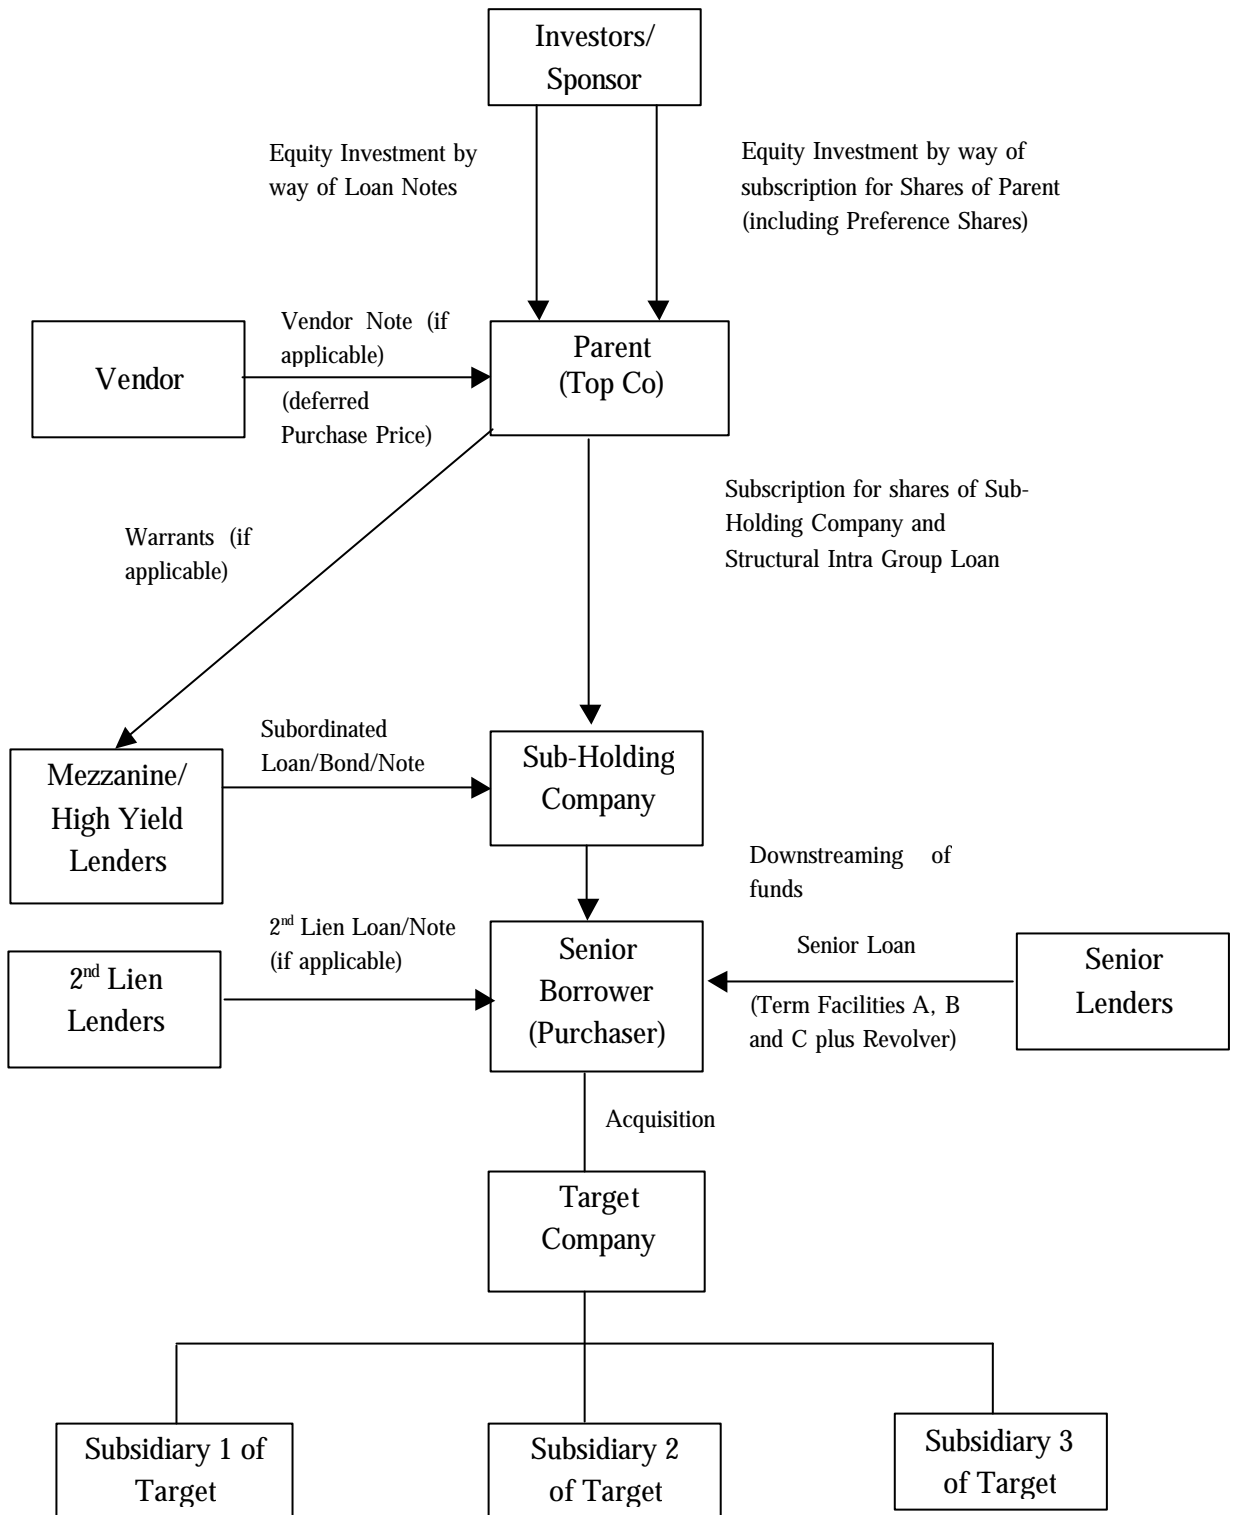 Investors/
Sponsor
Equity Investment by
way of Loan Notes
Equity Investment by way of
subscription for Shares of Parent
(including Preference Shares)
Vendor
Vendor Note (if
applicable)
(deferred
Purchase Price)
Parent
(Top Co)
Warrants (if
applicable)
Subscription for shares of Sub-
Holding Company and
Structural Intra Group Loan
Mezzanine/
High Yield
Lenders
Subordinated
Loan/Bond/Note
Sub-Holding
Company
Downstreaming of
funds
2nd Lien
Lenders
2nd Lien Loan/Note
(if applicable)
Senior
Borrower
(Purchaser)
Senior Loan
(Term Facilities A, B
and C plus Revolver)
Senior
Lenders
Acquisition
Target
Company
Subsidiary 1 of
Target
Subsidiary 2
of Target
Subsidiary 3
of Target